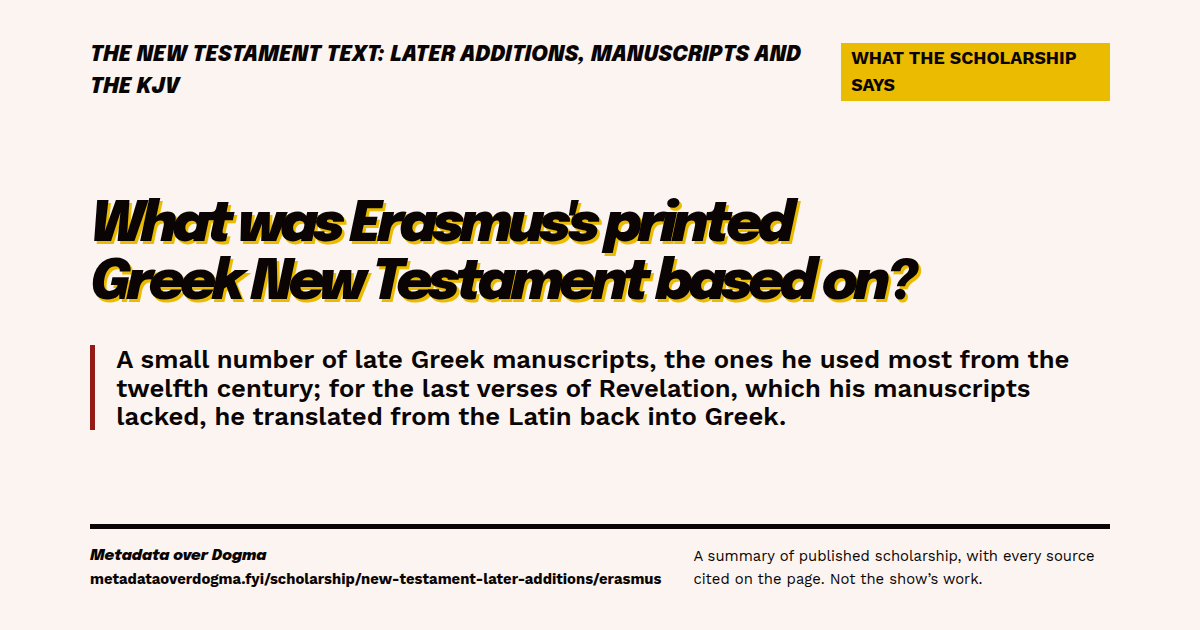 THE NEW TESTAMENT TEXT: LATER ADDITIONS, MANUSCRIPTS AND
THE KJV
WHAT THE SCHOLARSHIP
SAYS
What was Erasmus's printed
Greek New Testament based on?
A small number of late Greek manuscripts, the ones he used most from the
twelfth century; for the last verses of Revelation, which his manuscripts
lacked, he translated from the Latin back into Greek.
Metadata over Dogma
metadataoverdogma.fyi/scholarship/new-testament-later-additions/erasmus
A summary of published scholarship, with every source
cited on the page. Not the show’s work.